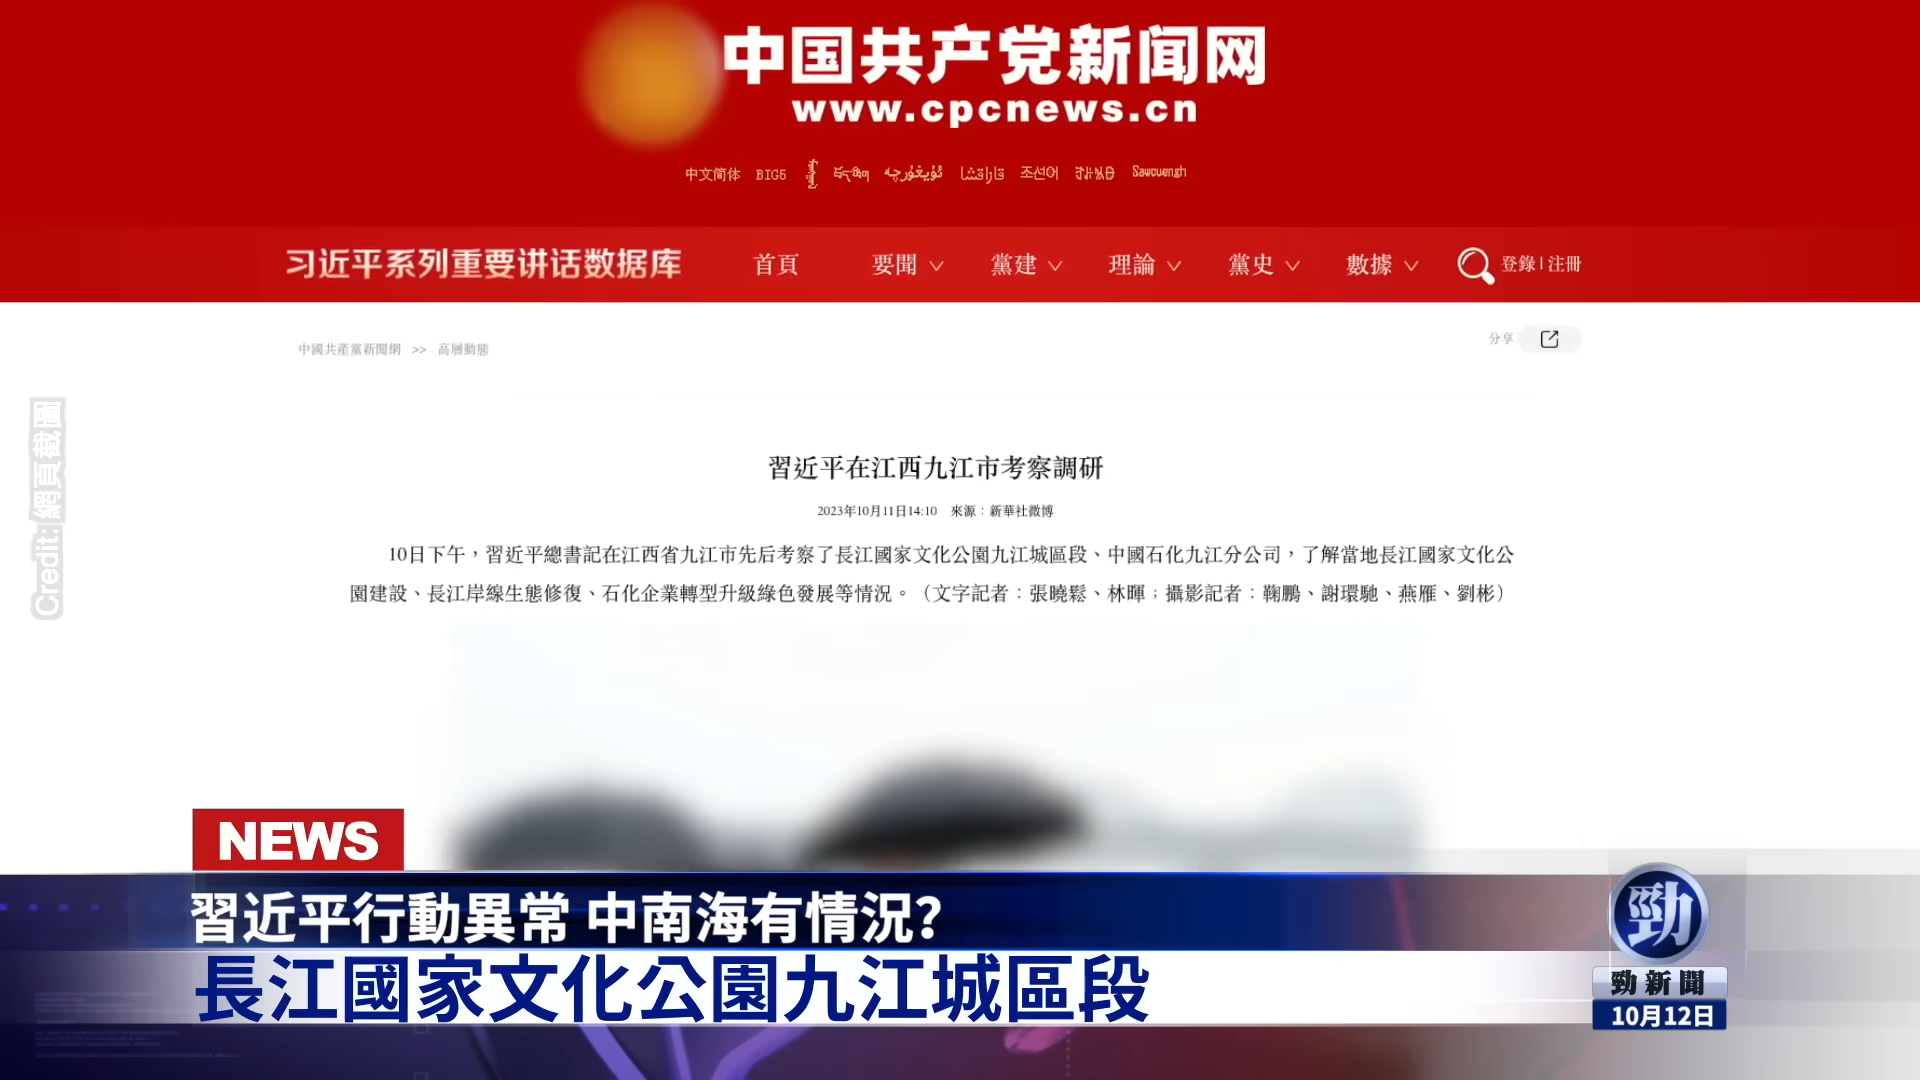 中国共产党新闻网
www.cpcnews.cn
中文简体 BIG5 ئۇيغۇرچە قازاقشا 조선어 Sawcuengh
习近平系列重要讲话数据库 首頁 要聞 黨建 理論 黨史 數據 登錄 | 注冊
中國共產黨新聞網 >> 高層動態 分享
Credit: 網頁截圖
習近平在江西九江市考察調研
2023年10月11日14:10 來源：新華社微博
10日下午，習近平總書記在江西省九江市先后考察了長江國家文化公園九江城區段、中國石化九江分公司，了解當地長江國家文化公
園建設、長江岸線生態修復、石化企業轉型升級綠色發展等情況。（文字記者：張曉鬆、林暉；攝影記者：鞠鵬、謝環馳、燕雁、劉彬）
NEWS
習近平行動異常 中南海有情況?
長江國家文化公園九江城區段
勁
勁新聞
10月12日